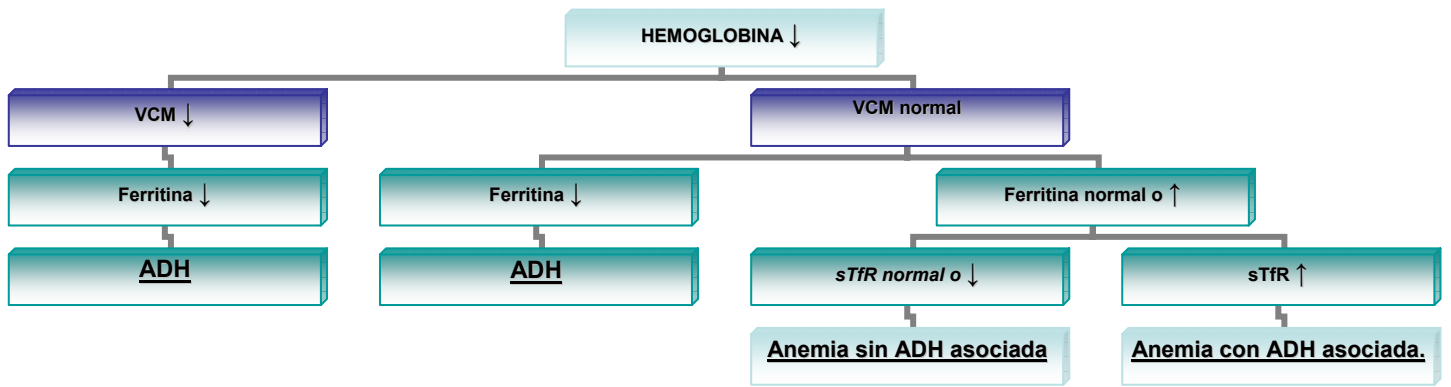 HEMOGLOBINA ↓
VCM ↓
VCM normal
Ferritina ↓
Ferritina ↓
Ferritina normal o ↑
ADH
ADH
sTfR normal o ↓
sTfR ↑
Anemia sin ADH asociada
Anemia con ADH asociada.